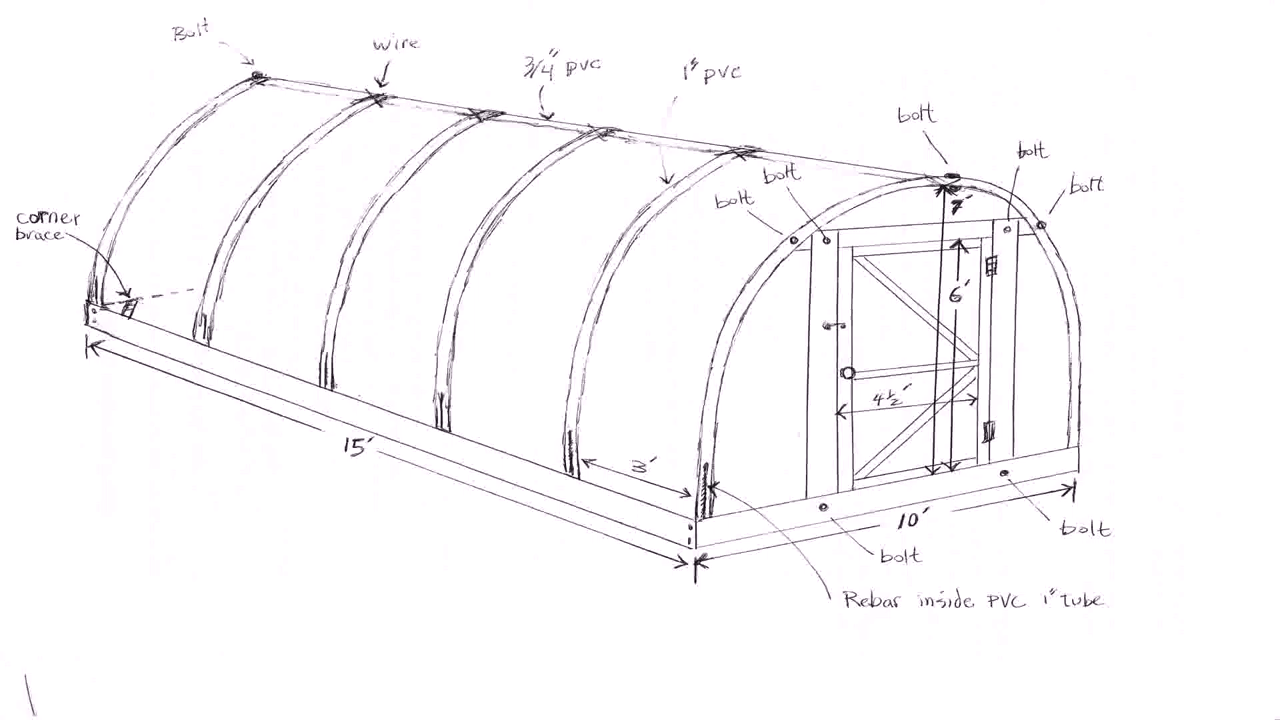 Bolt
wire
3/4" PVC
1" PVC
bolt
bolt
bolt
bolt
bolt
7'
corner
brace
6'
4½'
15'
3'
10'
bolt
bolt
Rebar inside PVC 1" tube